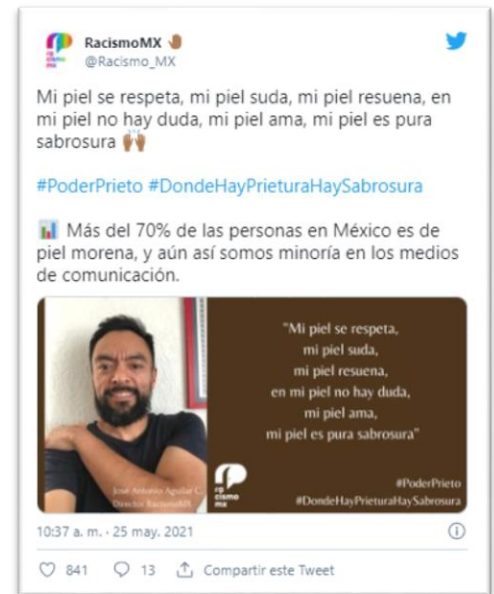 RacismoMX
@Racismo_MX
Mi piel se respeta, mi piel suda, mi piel resuena, en
mi piel no hay duda, mi piel ama, mi piel es pura
sabrosura
#PoderPrieto #DondeHayPrieturaHaySabrosura
Más del 70% de las personas en México es de
piel morena, y aún así somos minoría en los medios
de comunicación.
"Mi piel se respeta,
mi piel suda,
mi piel resuena,
en mi piel no hay duda,
mi piel ama,
mi piel es pura sabrosura"
José Antonio Aguilar C.
Director RacismoMX
ra
cismo
mx
#PoderPrieto
#DondeHayPrieturaHaySabrosura
10:37 a. m. · 25 may. 2021
841
13
Compartir este Tweet